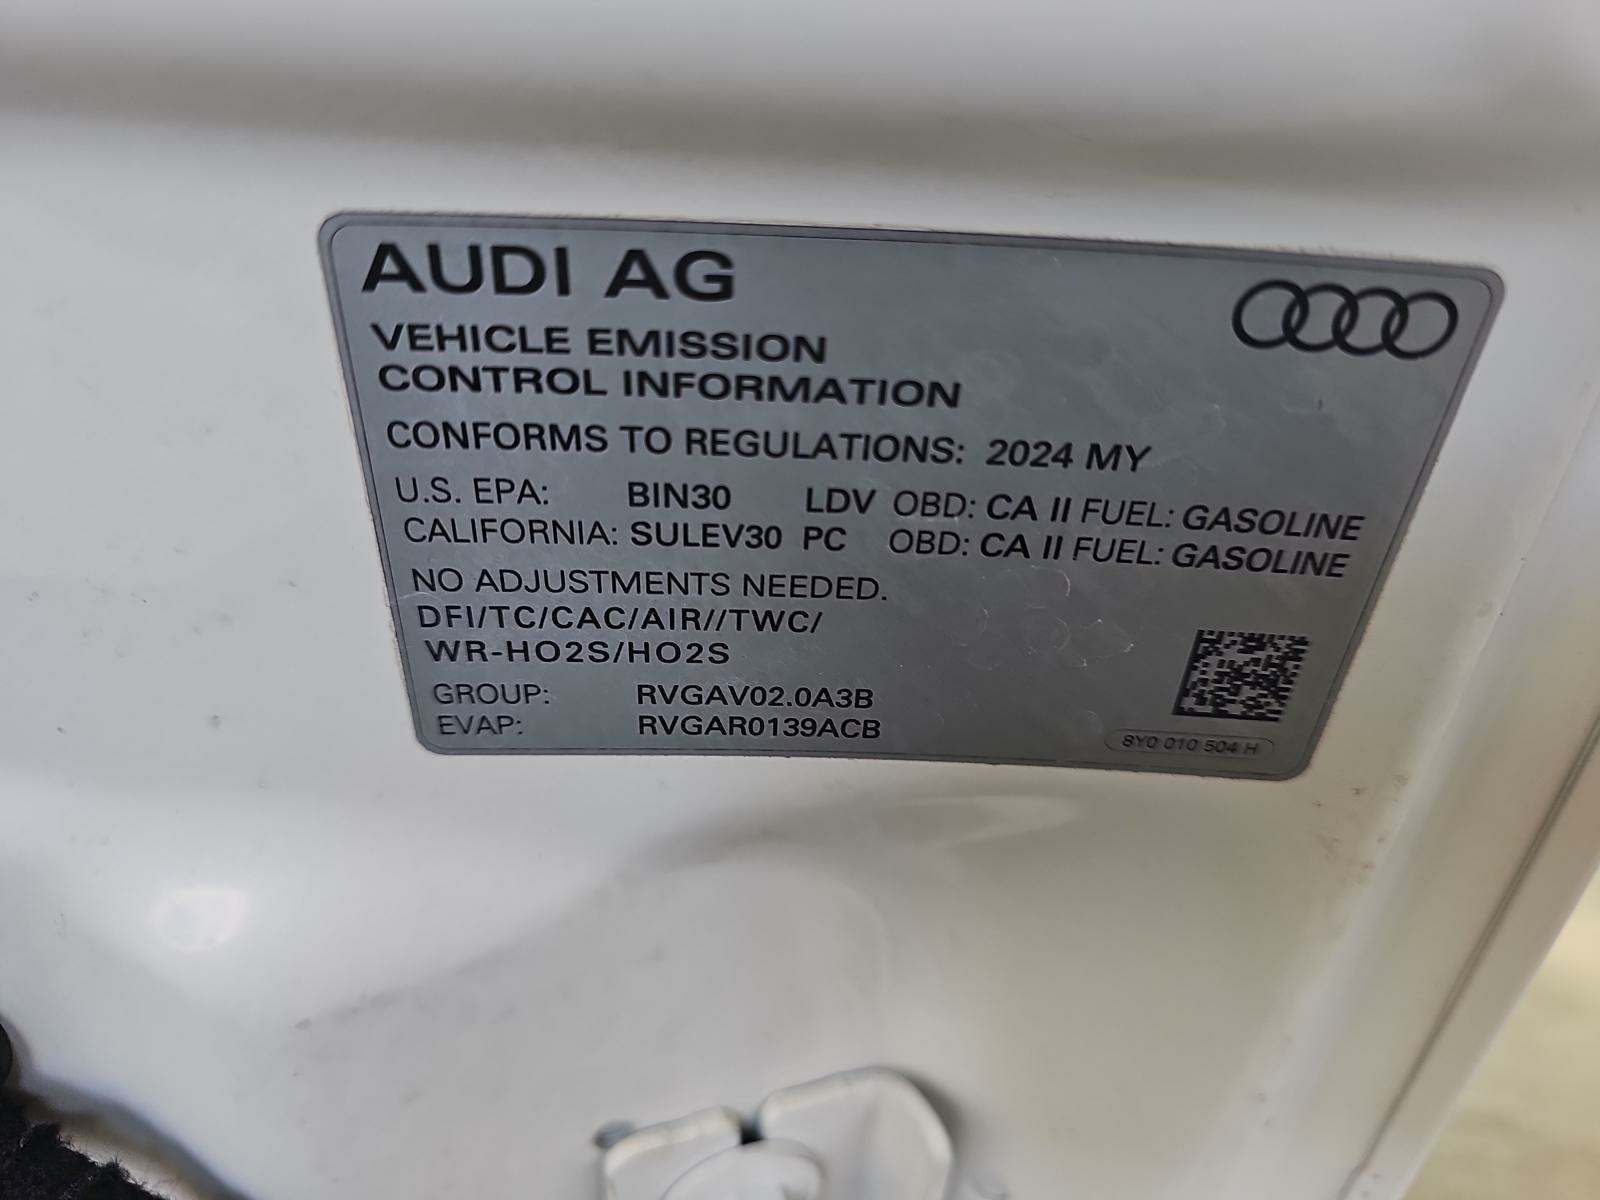 AUDI AG
VEHICLE EMISSION
CONTROL INFORMATION
CONFORMS TO REGULATIONS: 2024 MY
U.S. EPA: BIN30 LDV OBD: CA II FUEL: GASOLINE
CALIFORNIA: SULEV30 PC OBD: CA II FUEL: GASOLINE
NO ADJUSTMENTS NEEDED.
DFI/TC/CAC/AIR//TWC/
WR-HO2S/HO2S
GROUP: RVGAV02.0A3B
EVAP: RVGAR0139ACB
8Y0 010 504 H